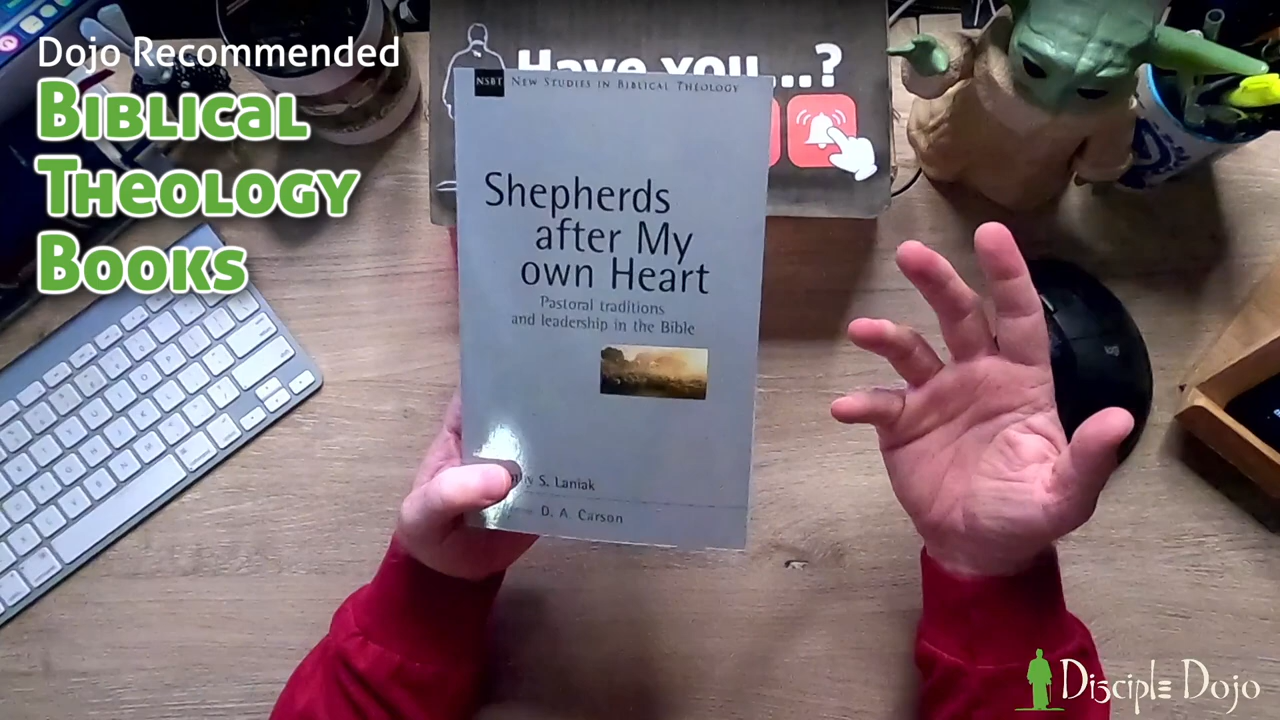 Dojo Recommended
Biblical
Theology
Books
Have you...?
NSBT New Studies in Biblical Theology
Shepherds
after My
own Heart
Pastoral traditions
and leadership in the Bible
S. Laniak
D. A. Carson
logi
Disciple Dojo